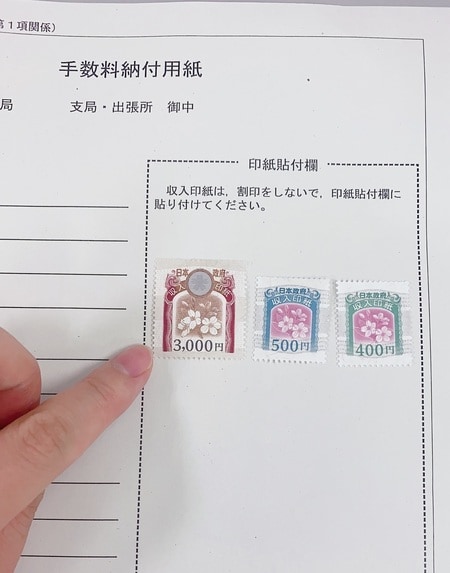 第１項関係）
手数料納付用紙
局　支局・出張所　御中
印紙貼付欄
収入印紙は，割印をしないで，印紙貼付欄に
貼り付けてください。
日本政府
収入印紙
3,000円
日本政府
収入印紙
500円
日本政府
収入印紙
400円